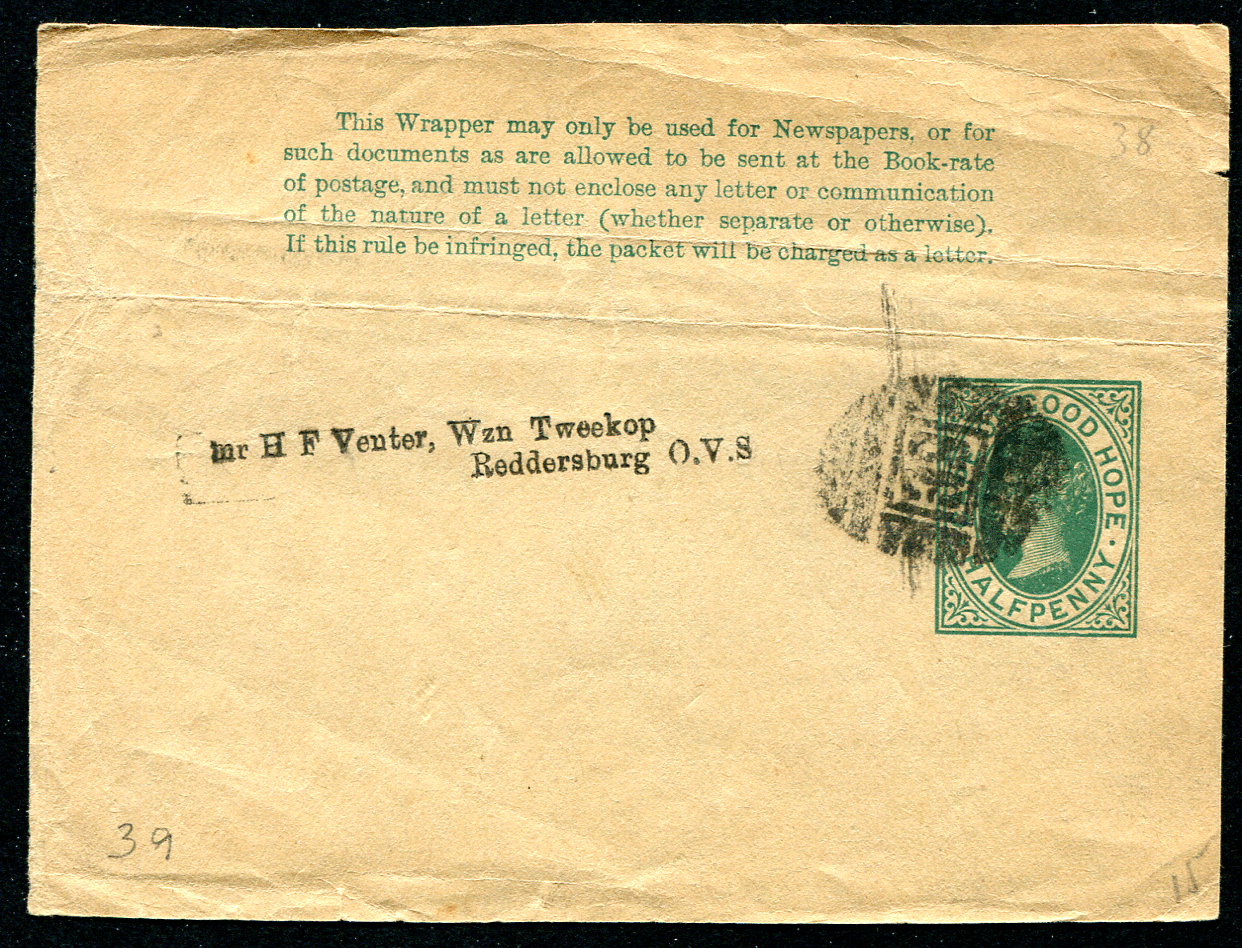 This Wrapper may only be used for Newspapers, or for
such documents as are allowed to be sent at the Book-rate
of postage, and must not enclose any letter or communication
of the nature of a letter (whether separate or otherwise).
If this rule be infringed, the packet will be charged as a letter.
38
mr H F Venter, Wzn Tweekop
Reddersburg O.V.S
GOOD HOPE · HALFPENNY
39
15